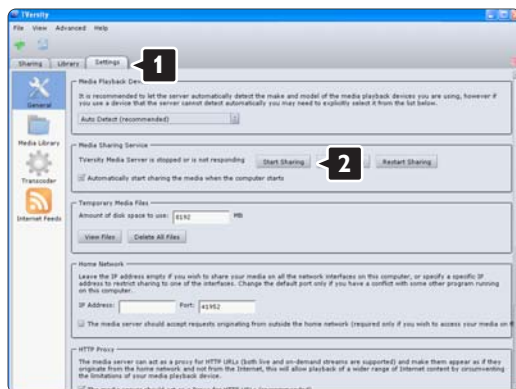 TVersity
File View Advanced Help
Sharing Library Settings
1
Media Playback
It is recommended to let the server automatically detect the make and model of the media playback devices you are using, however if
you use a device that the server cannot detect automatically you may need to explicitly select it from the list below.
Auto Detect (recommended)
General
Media Library
Transcoder
Internet Feeds
Media Sharing Service
TVersity Media Server is stopped or is not responding Start Sharing 2 Restart Sharing
Automatically start sharing the media when the computer starts
Temporary Media Files
Amount of disk space to use: 8192 MB
View Files Delete All Files
Home Network
Leave the IP address empty if you wish to share your media on all the network interfaces on this computer, or specify a specific IP
address to restrict sharing to one of the interfaces. Change the default port only if you have a conflict with some other program running
on this computer.
IP Address: Port: 41952
The media server should accept requests originating from outside the home network (required only if you wish to access your media on
HTTP Proxy
The media server can act as a proxy for HTTP URLs (both live and on-demand streams are supported) and make them appear as if they
originate from the home network and not from the Internet, this will allow playback of a wider range of Internet content by circumventing
the limitations of your media playback device.